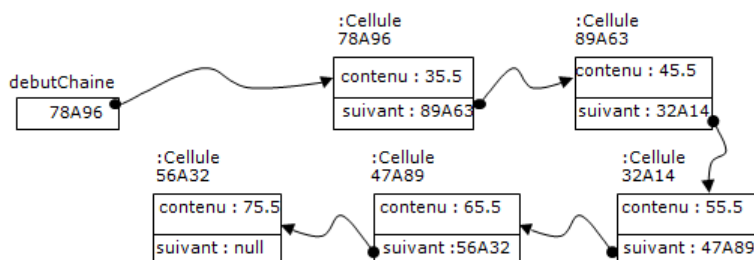 :Cellule
78A96
contenu : 35.5
suivant : 89A63
:Cellule
89A63
contenu : 45.5
suivant : 32A14
debutChaine
78A96
:Cellule
56A32
contenu : 75.5
suivant : null
:Cellule
47A89
contenu : 65.5
suivant :56A32
:Cellule
32A14
contenu : 55.5
suivant : 47A89